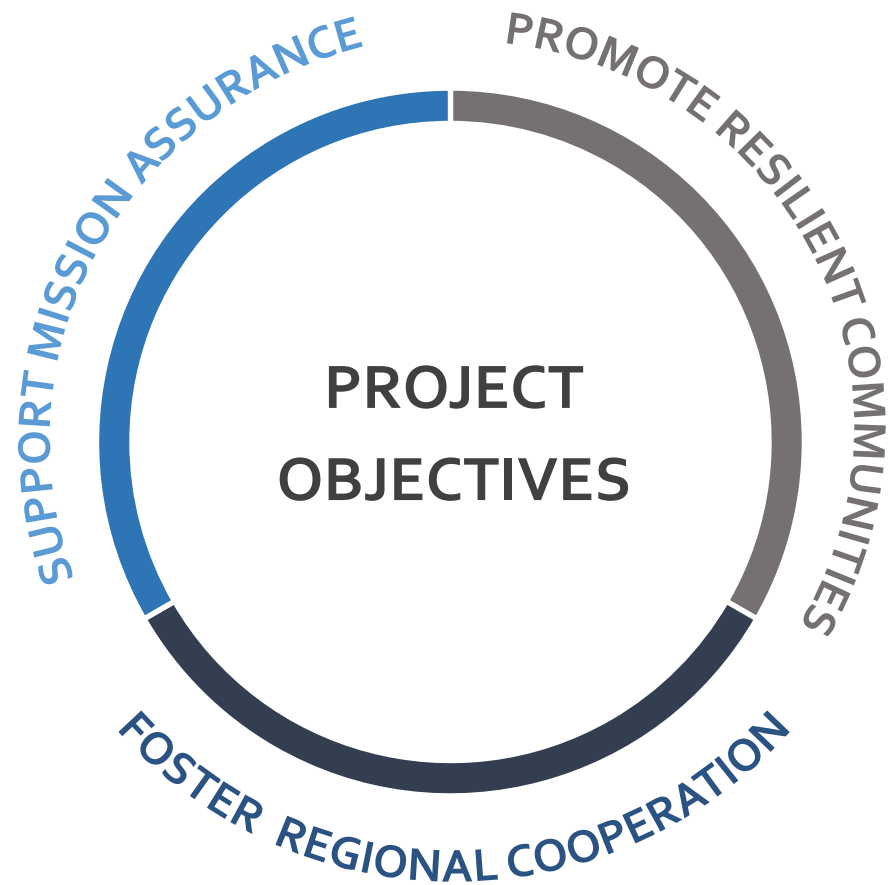 SUPPORT MISSION ASSURANCE
PROMOTE RESILIENT COMMUNITIES
PROJECT
OBJECTIVES
FOSTER REGIONAL COOPERATION